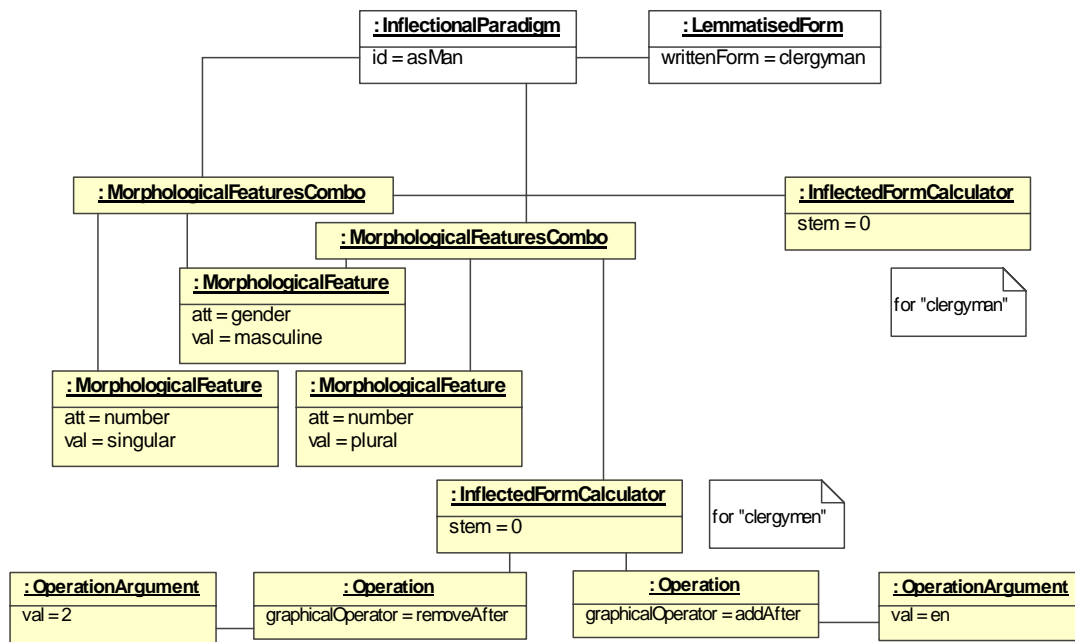 : InflectionalParadigm
id = asMan
: LemmatisedForm
writtenForm = clergyman
: MorphologicalFeaturesCombo
: InflectedFormCalculator
stem = 0
: MorphologicalFeaturesCombo
: MorphologicalFeature
att = gender
val = masculine
for "clergyman"
: MorphologicalFeature
att = number
val = singular
: MorphologicalFeature
att = number
val = plural
: InflectedFormCalculator
stem = 0
for "clergymen"
: OperationArgument
val = 2
: Operation
graphicalOperator = removeAfter
: Operation
graphicalOperator = addAfter
: OperationArgument
val = en